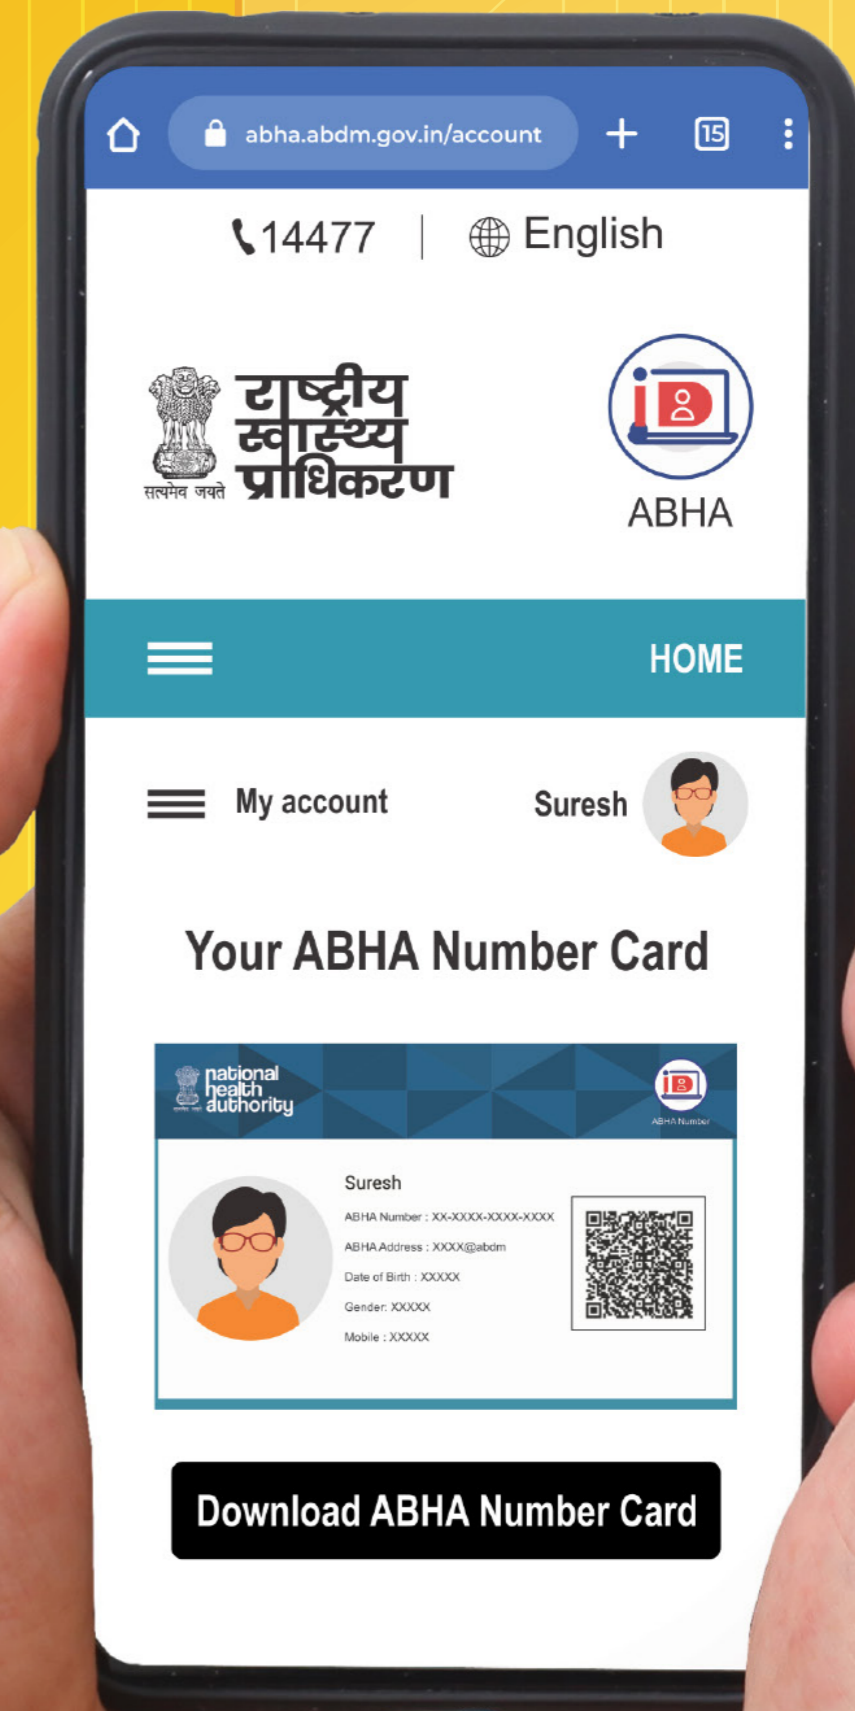 abha.abdm.gov.in/account
15
14477 | English
राष्ट्रीय
स्वास्थ्य
प्राधिकरण
सत्यमेव जयते
ABHA
HOME
My account
Suresh
Your ABHA Number Card
national
health
authority
ABHA Number
Suresh
ABHA Number : XX-XXXX-XXXX-XXXX
ABHA Address : XXXX@abdm
Date of Birth : XXXXX
Gender: XXXXX
Mobile : XXXXX
Download ABHA Number Card